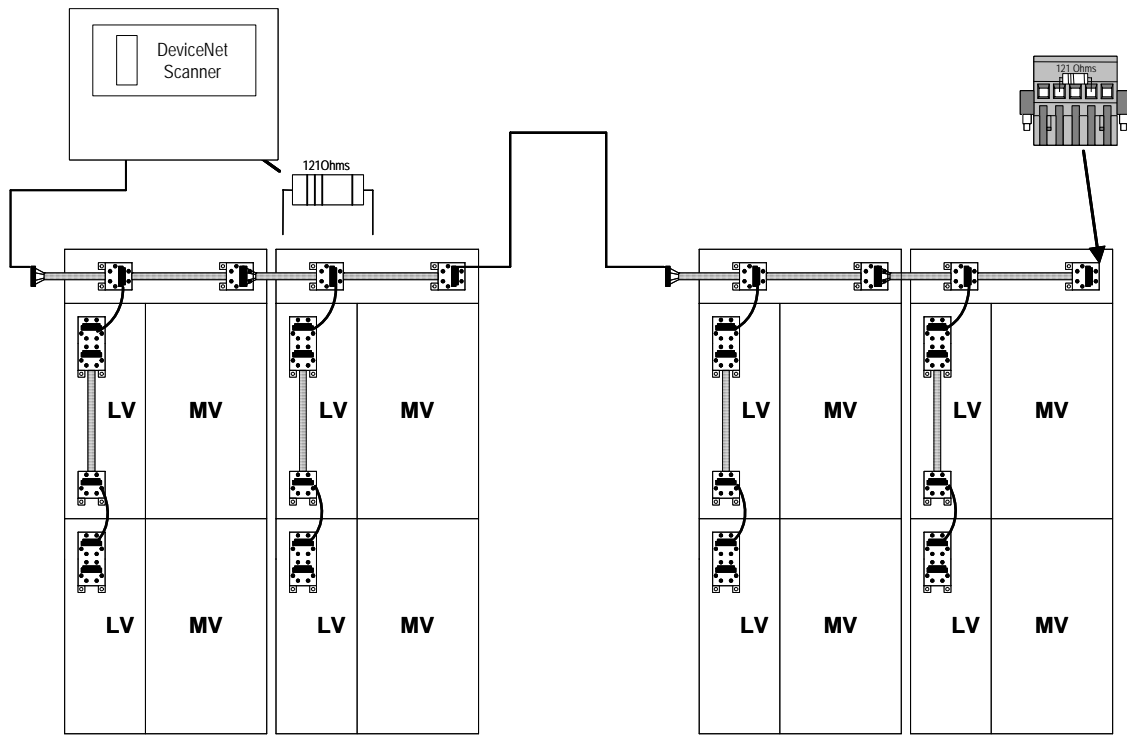 DeviceNet
Scanner
121 Ohms
121Ohms
LV MV LV MV LV MV LV MV
LV MV LV MV LV MV LV MV